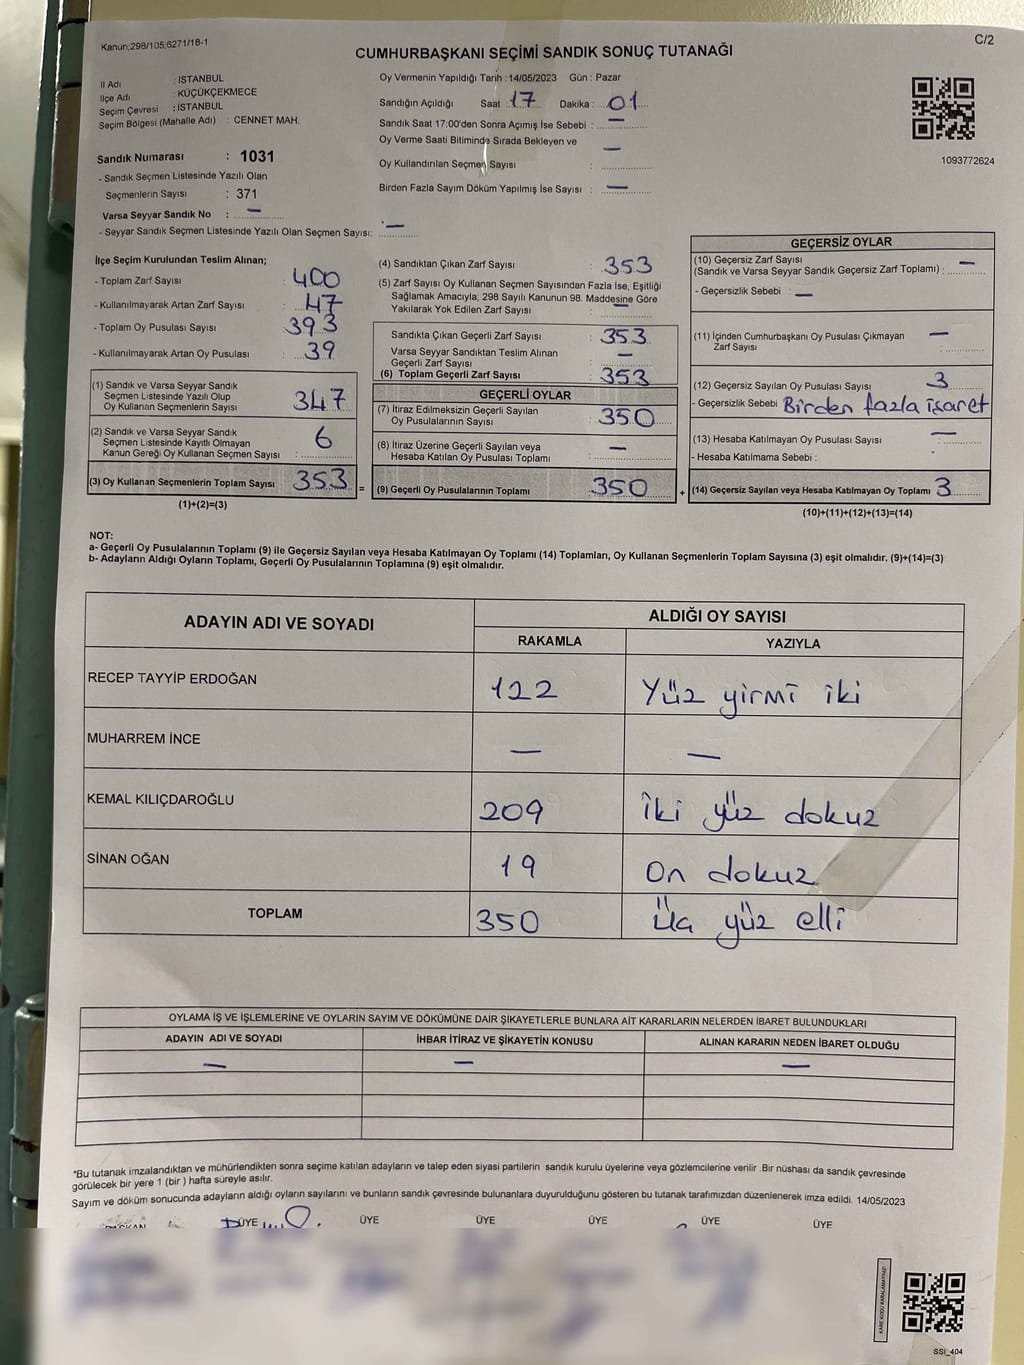 Kanun;298/105;6271/18-1
C/2
CUMHURBAŞKANI SEÇİMİ SANDIK SONUÇ TUTANAĞI
İl Adı : İSTANBUL
İlçe Adı : KÜÇÜKÇEKMECE
Seçim Çevresi : İSTANBUL
Seçim Bölgesi (Mahalle Adı) : CENNET MAH.
Sandık Numarası : 1031
- Sandık Seçmen Listesinde Yazılı Olan
Seçmenlerin Sayısı : 371
Varsa Seyyar Sandık No : —
- Seyyar Sandık Seçmen Listesinde Yazılı Olan Seçmen Sayısı: —
Oy Vermenin Yapıldığı Tarih : 14/05/2023 Gün : Pazar
Sandığın Açıldığı Saat : 17 Dakika : 01
Sandık Saat 17:00'den Sonra Açımış İse Sebebi : —
Oy Verme Saati Bitiminde Sırada Bekleyen ve —
Oy Kullandırılan Seçmen Sayısı :
Birden Fazla Sayım Döküm Yapılmış İse Sayısı : —
1093772624
İlçe Seçim Kurulundan Teslim Alınan;
- Toplam Zarf Sayısı : 400
- Kullanılmayarak Artan Zarf Sayısı : 47
- Toplam Oy Pusulası Sayısı : 393
- Kullanılmayarak Artan Oy Pusulası : 39
(1) Sandık ve Varsa Seyyar Sandık
Seçmen Listesinde Yazılı Olup
Oy Kullanan Seçmenlerin Sayısı 347
(2) Sandık ve Varsa Seyyar Sandık
Seçmen Listesinde Kayıtlı Olmayan
Kanun Gereği Oy Kullanan Seçmen Sayısı : 6
(3) Oy Kullanan Seçmenlerin Toplam Sayısı 353 =
(1)+(2)=(3)
(4) Sandıktan Çıkan Zarf Sayısı : 353
(5) Zarf Sayısı Oy Kullanan Seçmen Sayısından Fazla İse, Eşitliği
Sağlamak Amacıyla; 298 Sayılı Kanunun 98. Maddesine Göre
Yakılarak Yok Edilen Zarf Sayısı : —
Sandıkta Çıkan Geçerli Zarf Sayısı : 353
Varsa Seyyar Sandıktan Teslim Alınan
Geçerli Zarf Sayısı : —
(6) Toplam Geçerli Zarf Sayısı : 353
GEÇERLİ OYLAR
(7) İtiraz Edilmeksizin Geçerli Sayılan
Oy Pusulalarının Sayısı : 350
(8) İtiraz Üzerine Geçerli Sayılan veya
Hesaba Katılan Oy Pusulası Toplamı : —
(9) Geçerli Oy Pusulalarının Toplamı 350 +
GEÇERSİZ OYLAR
(10) Geçersiz Zarf Sayısı
(Sandık ve Varsa Seyyar Sandık Geçersiz Zarf Toplamı) : —
- Geçersizlik Sebebi : —
(11) İçinden Cumhurbaşkanı Oy Pusulası Çıkmayan
Zarf Sayısı : —
(12) Geçersiz Sayılan Oy Pusulası Sayısı : 3
- Geçersizlik Sebebi Birden fazla işaret
(13) Hesaba Katılmayan Oy Pusulası Sayısı : —
- Hesaba Katılmama Sebebi :
(14) Geçersiz Sayılan veya Hesaba Katılmayan Oy Toplamı 3
(10)+(11)+(12)+(13)=(14)
NOT:
a- Geçerli Oy Pusulalarının Toplamı (9) ile Geçersiz Sayılan veya Hesaba Katılmayan Oy Toplamı (14) Toplamları, Oy Kullanan Seçmenlerin Toplam Sayısına (3) eşit olmalıdır. (9)+(14)=(3)
b- Adayların Aldığı Oyların Toplamı, Geçerli Oy Pusulalarının Toplamına (9) eşit olmalıdır.
ADAYIN ADI VE SOYADI ALDIĞI OY SAYISI
RAKAMLA YAZIYLA
RECEP TAYYİP ERDOĞAN 122 Yüz yirmi iki
MUHARREM İNCE — —
KEMAL KILIÇDAROĞLU 209 İki yüz dokuz
SİNAN OĞAN 19 On dokuz
TOPLAM 350 Üç yüz elli
OYLAMA İŞ VE İŞLEMLERİNE VE OYLARIN SAYIM VE DÖKÜMÜNE DAİR ŞİKAYETLERLE BUNLARA AİT KARARLARIN NELERDEN İBARET BULUNDUKLARI
ADAYIN ADI VE SOYADI İHBAR İTİRAZ VE ŞİKAYETİN KONUSU ALINAN KARARIN NEDEN İBARET OLDUĞU
— — —
*Bu tutanak imzalandıktan ve mühürlendikten sonra seçime katılan adayların ve talep eden siyasi partilerin sandık kurulu üyelerine veya gözlemcilerine verilir .Bir nüshası da sandık çevresinde
görülecek bir yere 1 (bir ) hafta süreyle asılır.
Sayım ve döküm sonucunda adayların aldığı oyların sayılarını ve bunların sandık çevresinde bulunanlara duyurulduğunu gösteren bu tutanak tarafımızdan düzenlenerek imza edildi. 14/05/2023
ÜYE ÜYE ÜYE ÜYE ÜYE ÜYE
KARE KODU KARALAMAYINIZ!
SSI_404